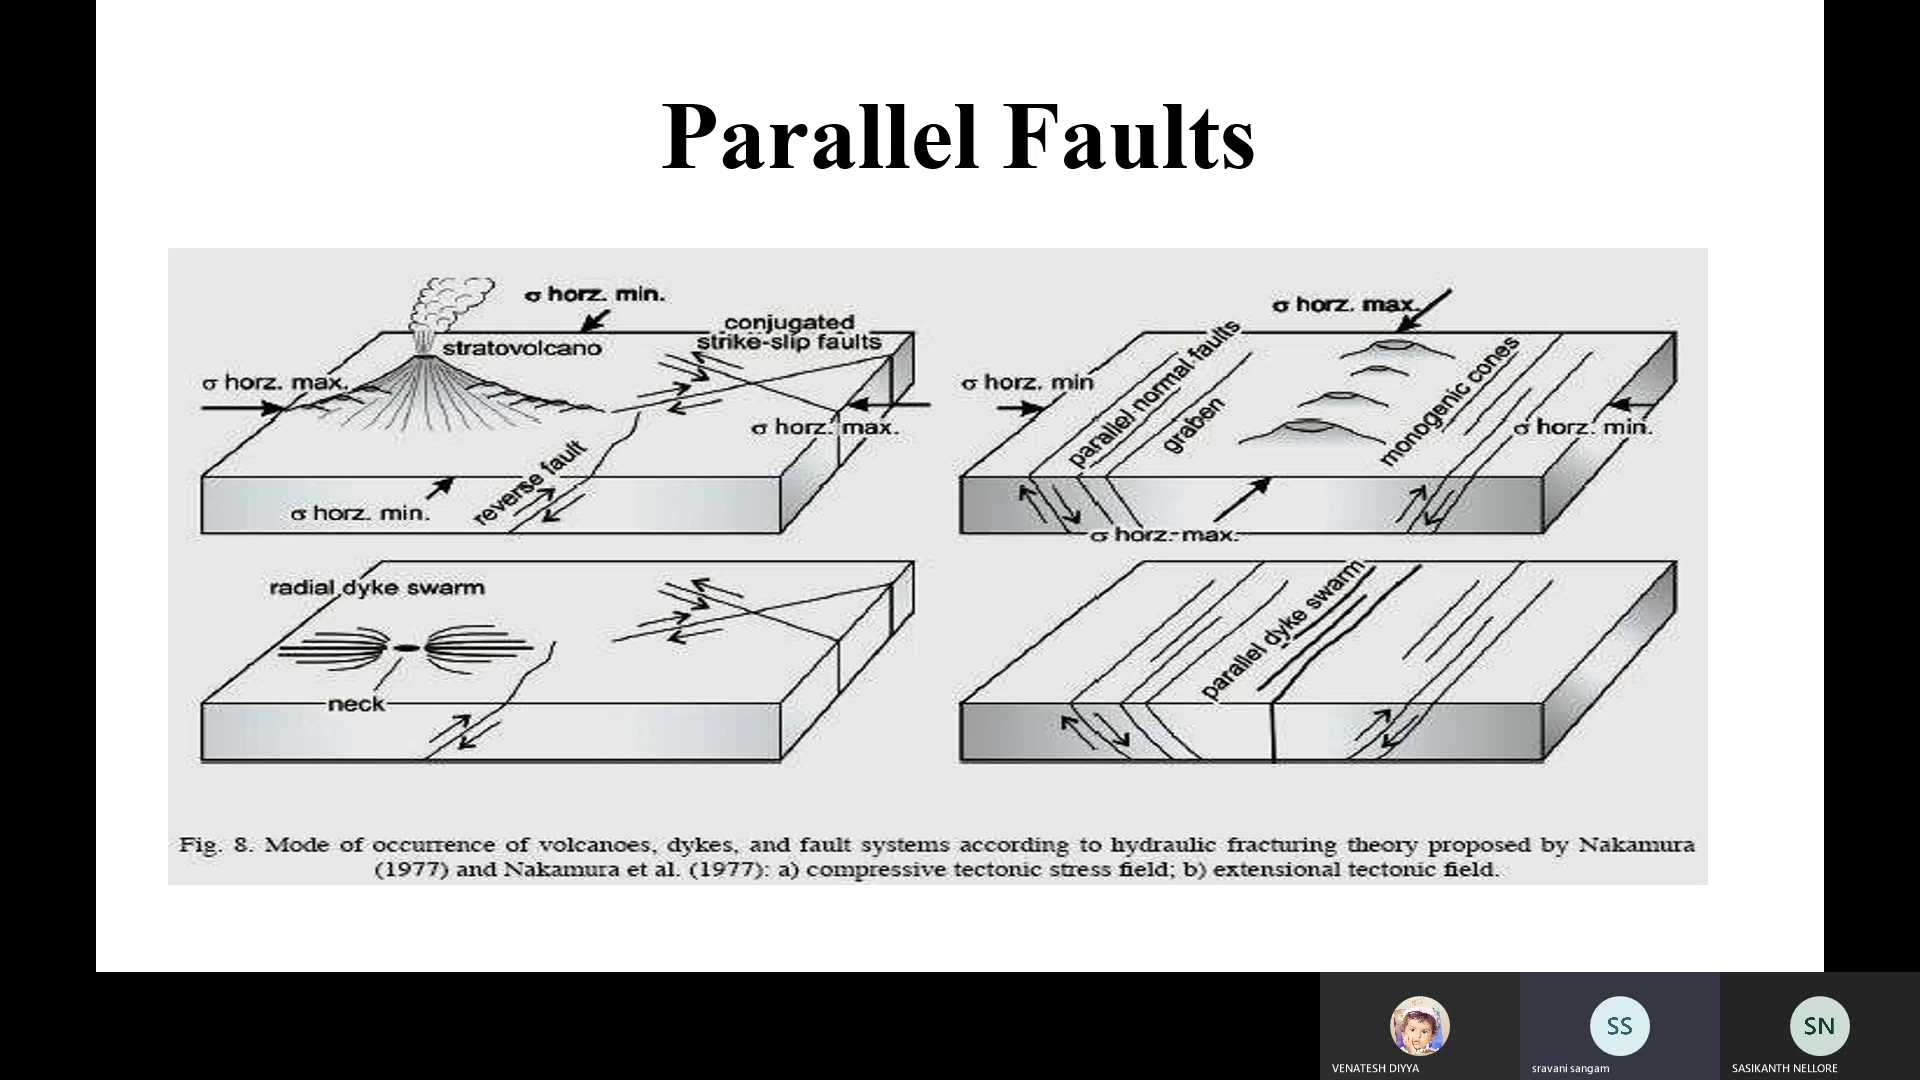 Parallel Faults
σ horz. min.
conjugated
strike-slip faults
stratovolcano
σ horz. max.
σ horz. max.
reverse fault
σ horz. min.
σ horz. max.
σ horz. min
parallel normal faults
graben
monogenic cones
σ horz. min.
σ horz. max.
radial dyke swarm
neck
parallel dyke swarm
Fig. 8. Mode of occurrence of volcanoes, dykes, and fault systems according to hydraulic fracturing theory proposed by Nakamura
(1977) and Nakamura et al. (1977): a) compressive tectonic stress field; b) extensional tectonic field.
SS
SN
VENATESH DIYYA
sravani sangam
SASIKANTH NELLORE